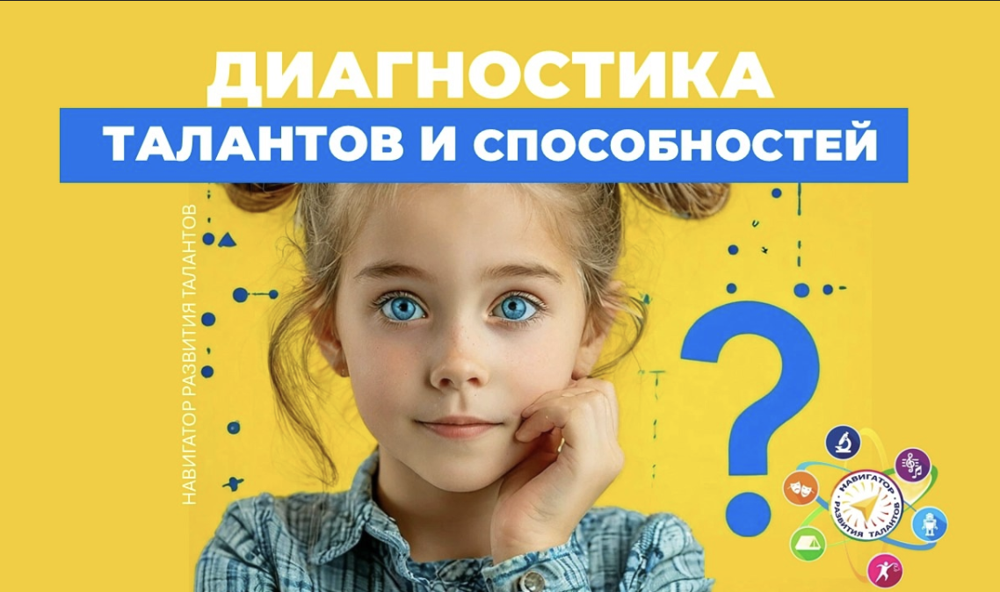 ДИАГНОСТИКА
ТАЛАНТОВ И СПОСОБНОСТЕЙ
НАВИГАТОР РАЗВИТИЯ ТАЛАНТОВ
?
НАВИГАТОР
РАЗВИТИЯ ТАЛАНТОВ